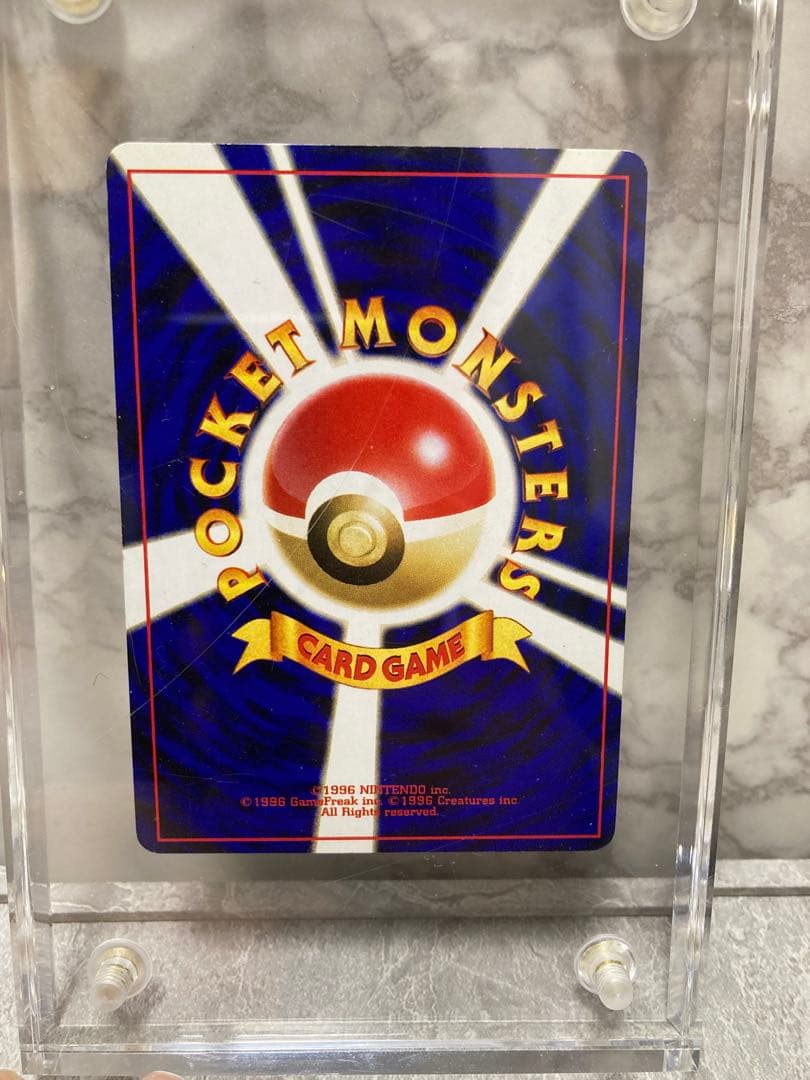 POCKET MONSTERS
CARD GAME
©1996 NINTENDO inc.
©1996 GameFreak inc. ©1996 Creatures inc.
All Rights reserved.